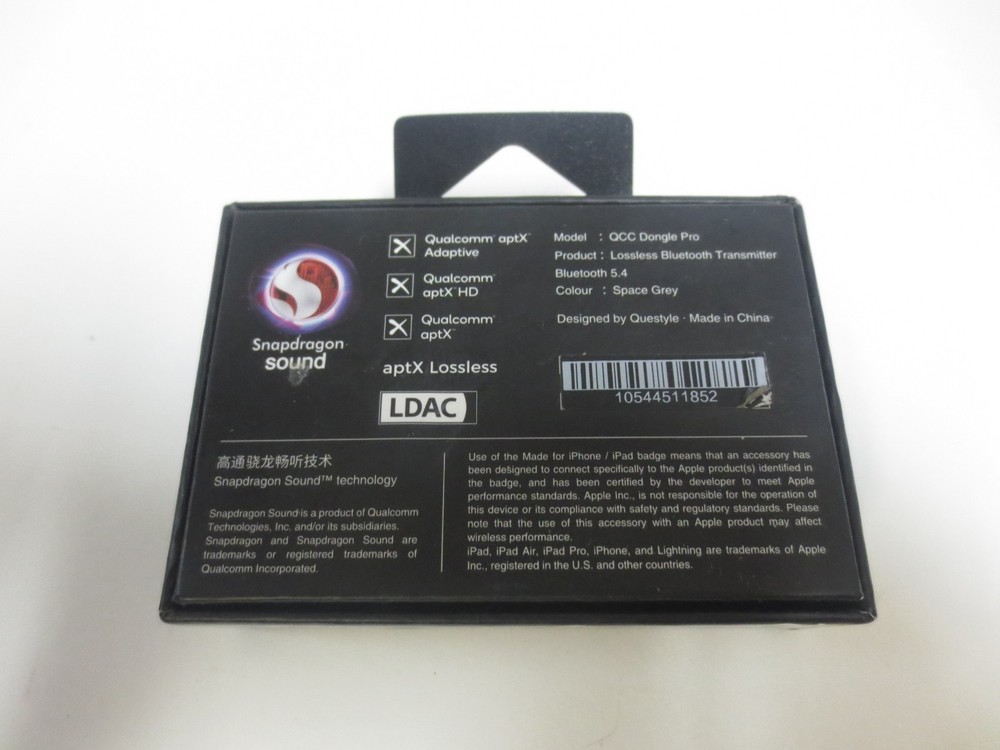 Snapdragon
sound
Qualcomm aptX™
Adaptive
Qualcomm
aptX™ HD
Qualcomm
aptX™
aptX Lossless
LDAC
Model : QCC Dongle Pro
Product : Lossless Bluetooth Transmitter
Bluetooth 5.4
Colour : Space Grey
Designed by Questyle · Made in China
10544511852
高通骁龙畅听技术
Snapdragon Sound™ technology
Snapdragon Sound is a product of Qualcomm
Technologies, Inc. and/or its subsidiaries.
Snapdragon and Snapdragon Sound are
trademarks or registered trademarks of
Qualcomm Incorporated.
Use of the Made for iPhone / iPad badge means that an accessory has
been designed to connect specifically to the Apple product(s) identified in
the badge, and has been certified by the developer to meet Apple
performance standards. Apple Inc., is not responsible for the operation of
this device or its compliance with safety and regulatory standards. Please
note that the use of this accessory with an Apple product may affect
wireless performance.
iPad, iPad Air, iPad Pro, iPhone, and Lightning are trademarks of Apple
Inc., registered in the U.S. and other countries.